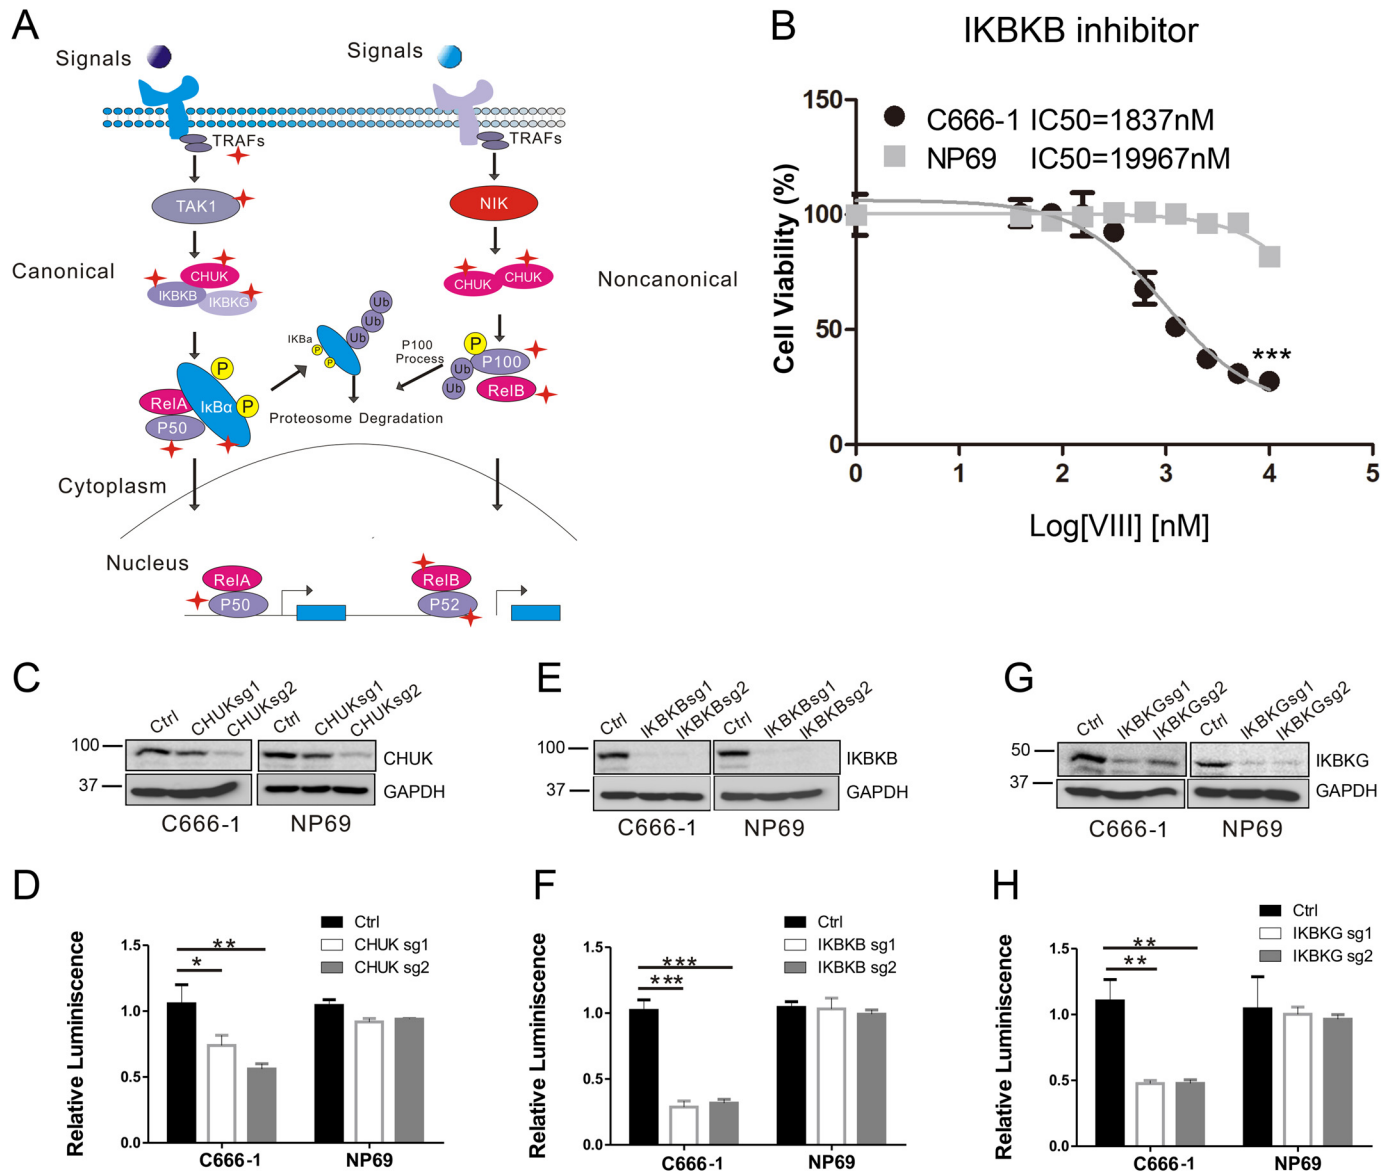 A
Signals
Signals
TRAFs
TRAFs
TAK1
NIK
Canonical
Noncanonical
CHUK
IKBKB
IKBKG
CHUK
CHUK
Ub
Ub
Ub
IKBa
P
P
P100
Process
P
P100
Ub
Ub
RelB
P
P
RelA
IκBα
P50
Proteosome Degradation
Cytoplasm
Nucleus
RelA
P50
RelB
P52
B
IKBKB inhibitor
C666-1 IC50=1837nM
NP69 IC50=19967nM
Cell Viability (%)
150
100
50
0
***
0 1 2 3 4 5
Log[VIII] [nM]
C
Ctrl CHUKsg1 CHUKsg2 Ctrl CHUKsg1 CHUKsg2
100
CHUK
37
GAPDH
C666-1 NP69
E
Ctrl IKBKBsg1 IKBKBsg2 Ctrl IKBKBsg1 IKBKBsg2
100
IKBKB
37
GAPDH
C666-1 NP69
G
Ctrl IKBKGsg1 IKBKGsg2 Ctrl IKBKGsg1 IKBKGsg2
50
IKBKG
37
GAPDH
C666-1 NP69
D
Ctrl
CHUK sg1
CHUK sg2
Relative Luminiscence
1.5
1.0
0.5
0.0
**
*
C666-1 NP69
F
Ctrl
IKBKB sg1
IKBKB sg2
Relative Luminiscence
1.5
1.0
0.5
0.0
***
***
C666-1 NP69
H
Ctrl
IKBKG sg1
IKBKG sg2
Relative Luminiscence
1.5
1.0
0.5
0.0
**
**
C666-1 NP69